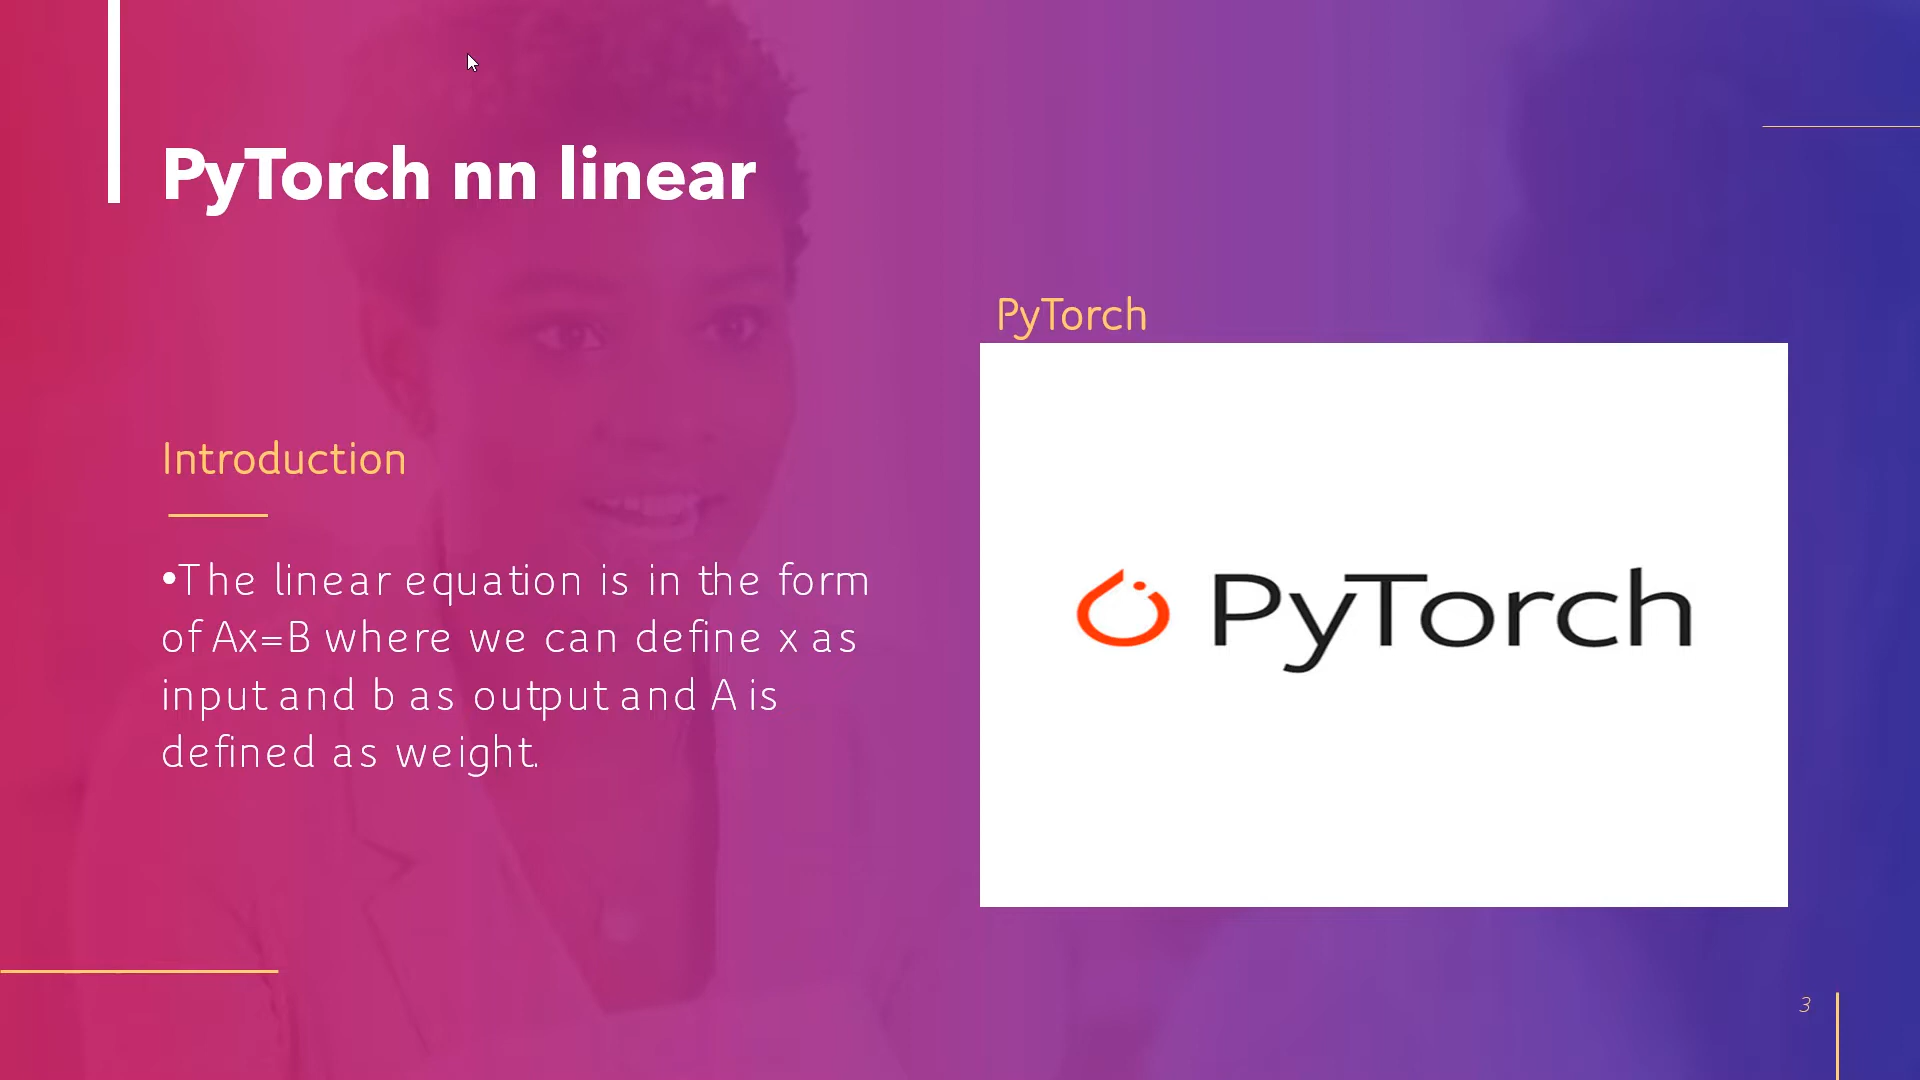 PyTorch nn linear
Introduction
•The linear equation is in the form
of Ax=B where we can define x as
input and b as output and A is
defined as weight.
PyTorch
PyTorch
3